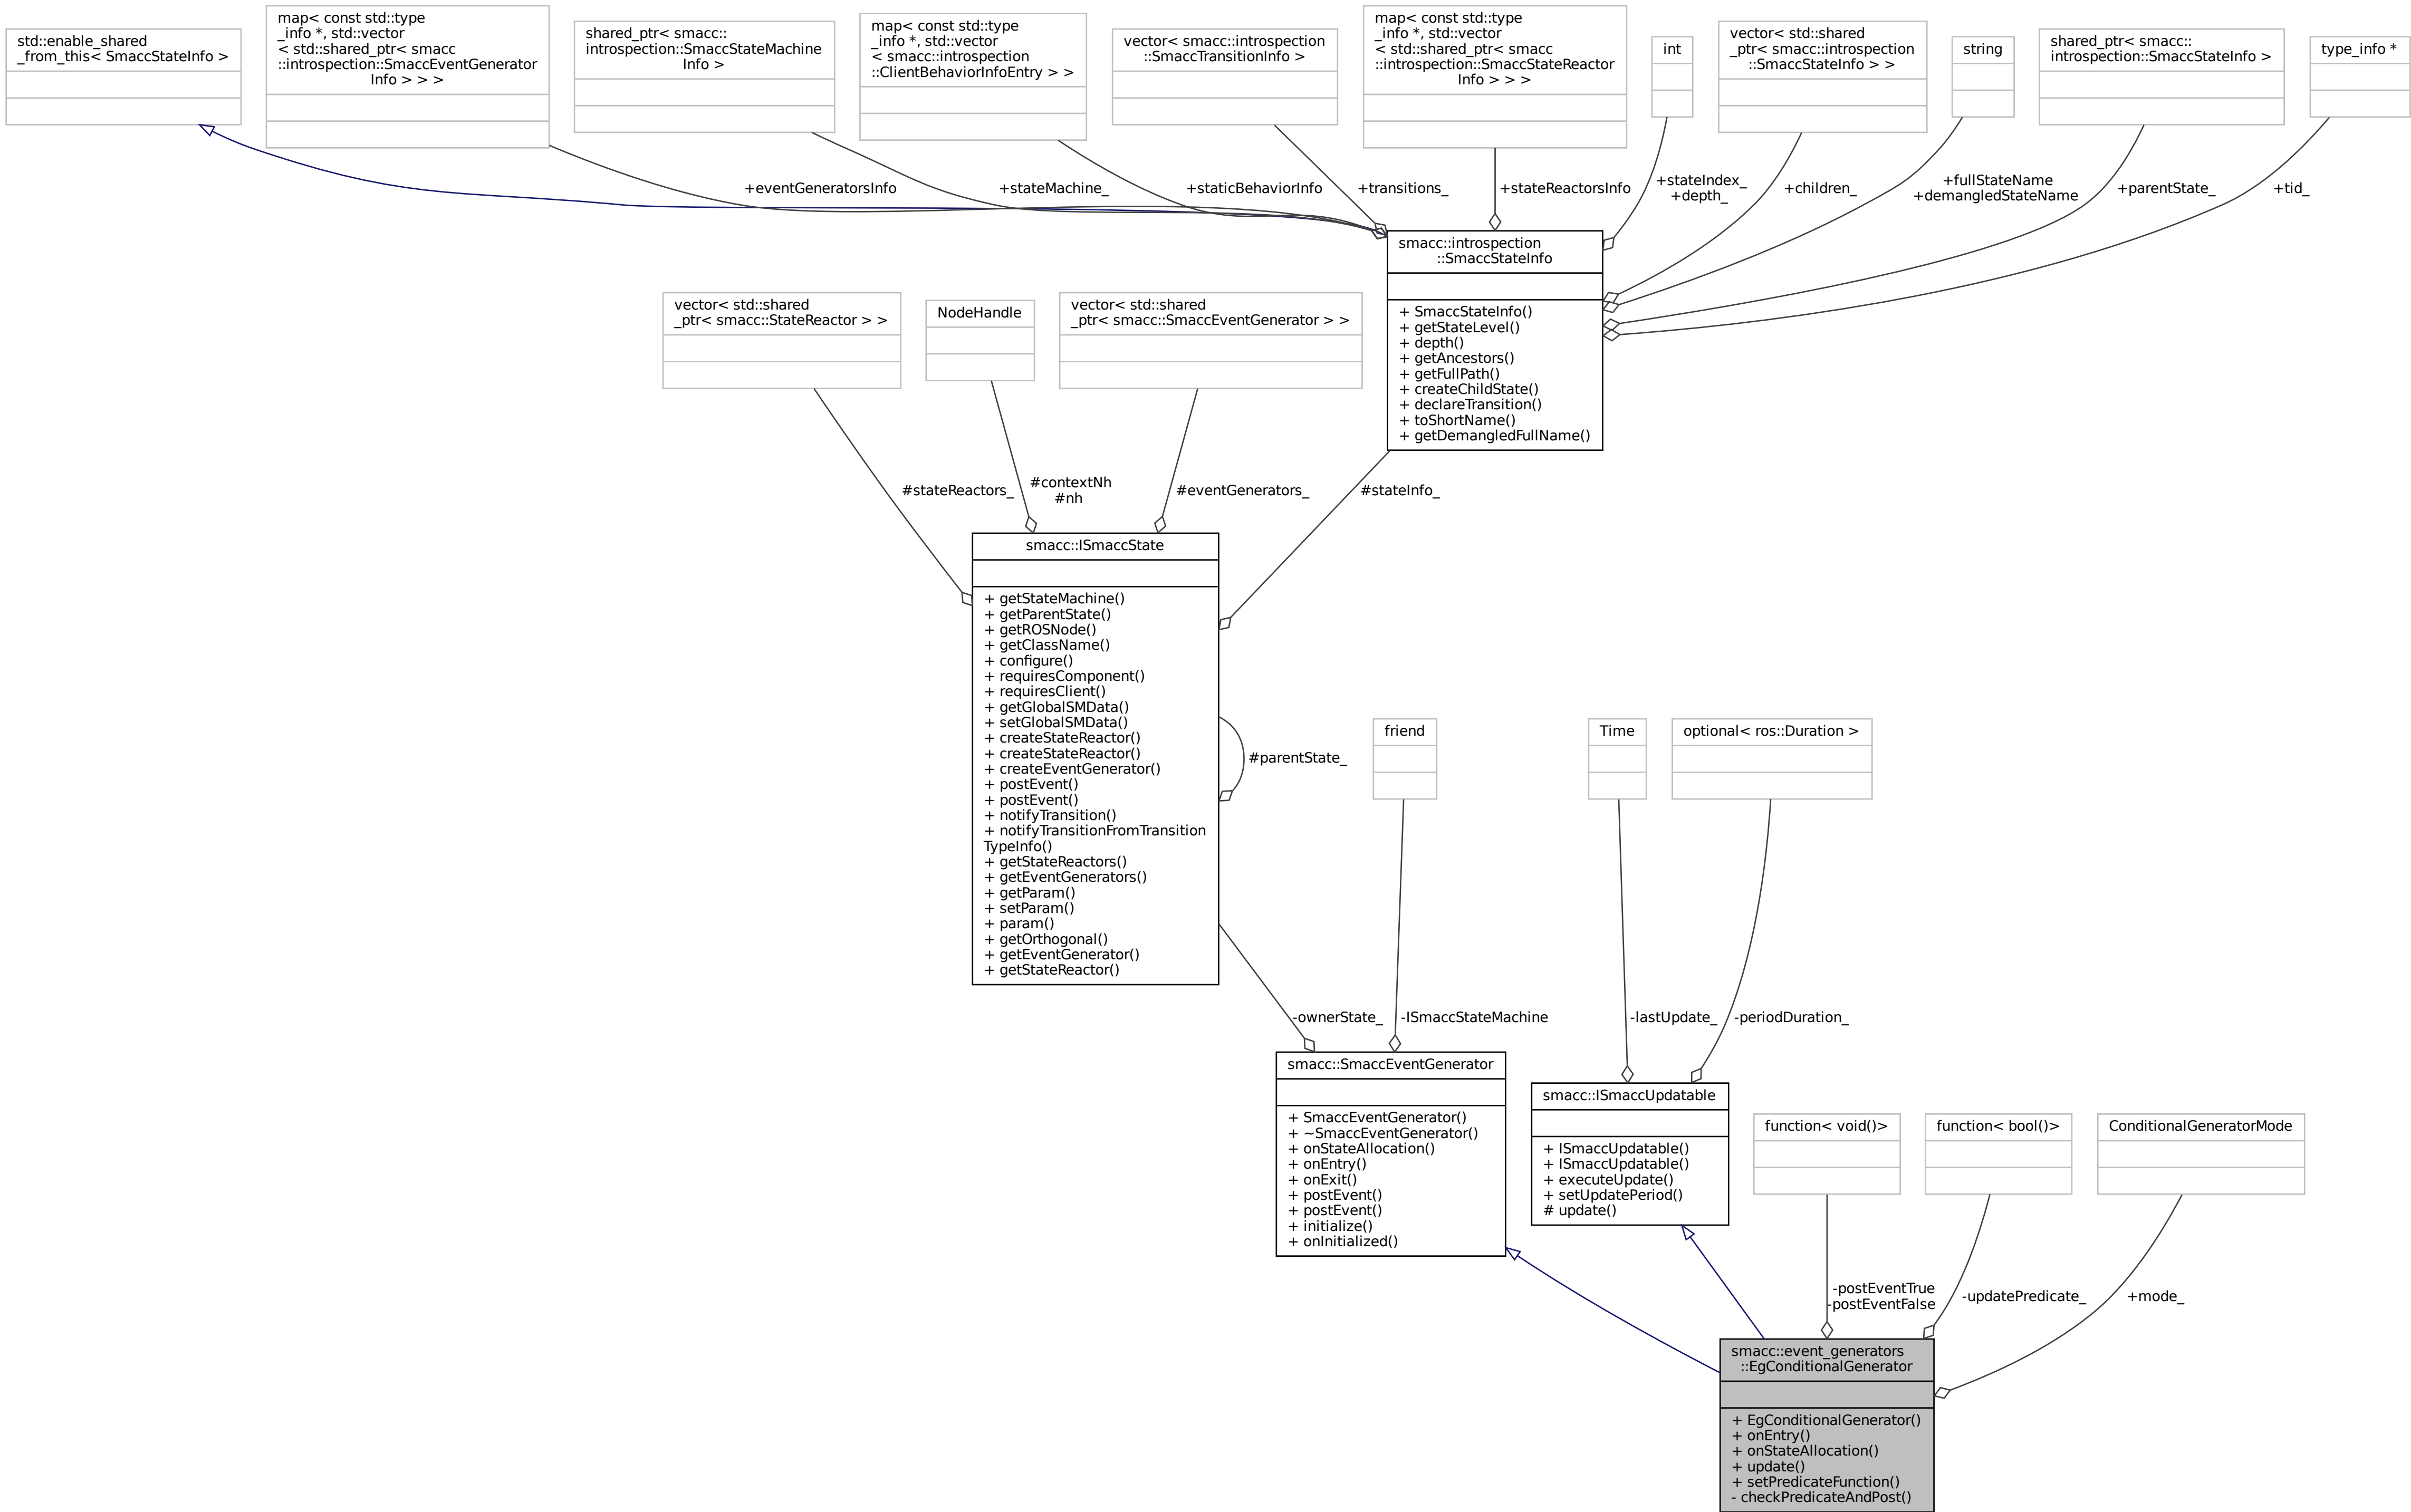 std::enable_shared
_from_this< SmaccStateInfo >
map< const std::type
_info *, std::vector
< std::shared_ptr< smacc
::introspection::SmaccEventGenerator
Info > > >
shared_ptr< smacc::
introspection::SmaccStateMachine
Info >
map< const std::type
_info *, std::vector
< smacc::introspection
::ClientBehaviorInfoEntry > >
vector< smacc::introspection
::SmaccTransitionInfo >
map< const std::type
_info *, std::vector
< std::shared_ptr< smacc
::introspection::SmaccStateReactor
Info > > >
int
vector< std::shared
_ptr< smacc::introspection
::SmaccStateInfo > >
string
shared_ptr< smacc::
introspection::SmaccStateInfo >
type_info *
+eventGeneratorsInfo
+stateMachine_
+staticBehaviorInfo
+transitions_
+stateReactorsInfo
+stateIndex_
+depth_
+children_
+fullStateName
+demangledStateName
+parentState_
+tid_
smacc::introspection
::SmaccStateInfo
+ SmaccStateInfo()
+ getStateLevel()
+ depth()
+ getAncestors()
+ getFullPath()
+ createChildState()
+ declareTransition()
+ toShortName()
+ getDemangledFullName()
vector< std::shared
_ptr< smacc::StateReactor > >
NodeHandle
vector< std::shared
_ptr< smacc::SmaccEventGenerator > >
#stateReactors_
#contextNh
#nh
#eventGenerators_
#stateInfo_
smacc::ISmaccState
+ getStateMachine()
+ getParentState()
+ getROSNode()
+ getClassName()
+ configure()
+ requiresComponent()
+ requiresClient()
+ getGlobalSMData()
+ setGlobalSMData()
+ createStateReactor()
+ createStateReactor()
+ createEventGenerator()
+ postEvent()
+ postEvent()
+ notifyTransition()
+ notifyTransitionFromTransition
TypeInfo()
+ getStateReactors()
+ getEventGenerators()
+ getParam()
+ setParam()
+ param()
+ getOrthogonal()
+ getEventGenerator()
+ getStateReactor()
#parentState_
friend
Time
optional< ros::Duration >
-ownerState_
-ISmaccStateMachine
-lastUpdate_
-periodDuration_
smacc::SmaccEventGenerator
+ SmaccEventGenerator()
+ ~SmaccEventGenerator()
+ onStateAllocation()
+ onEntry()
+ onExit()
+ postEvent()
+ postEvent()
+ initialize()
+ onInitialized()
smacc::ISmaccUpdatable
+ ISmaccUpdatable()
+ ISmaccUpdatable()
+ executeUpdate()
+ setUpdatePeriod()
# update()
function< void()>
function< bool()>
ConditionalGeneratorMode
-postEventTrue
-postEventFalse
-updatePredicate_
+mode_
smacc::event_generators
::EgConditionalGenerator
+ EgConditionalGenerator()
+ onEntry()
+ onStateAllocation()
+ update()
+ setPredicateFunction()
- checkPredicateAndPost()